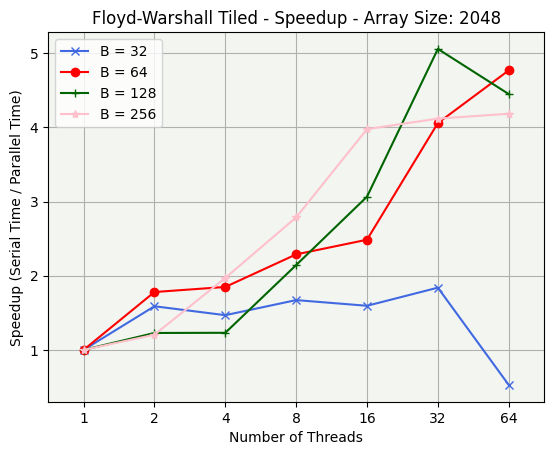 Floyd-Warshall Tiled - Speedup - Array Size: 2048
B = 32
B = 64
B = 128
B = 256
Speedup (Serial Time / Parallel Time)
5
4
3
2
1
1 2 4 8 16 32 64
Number of Threads